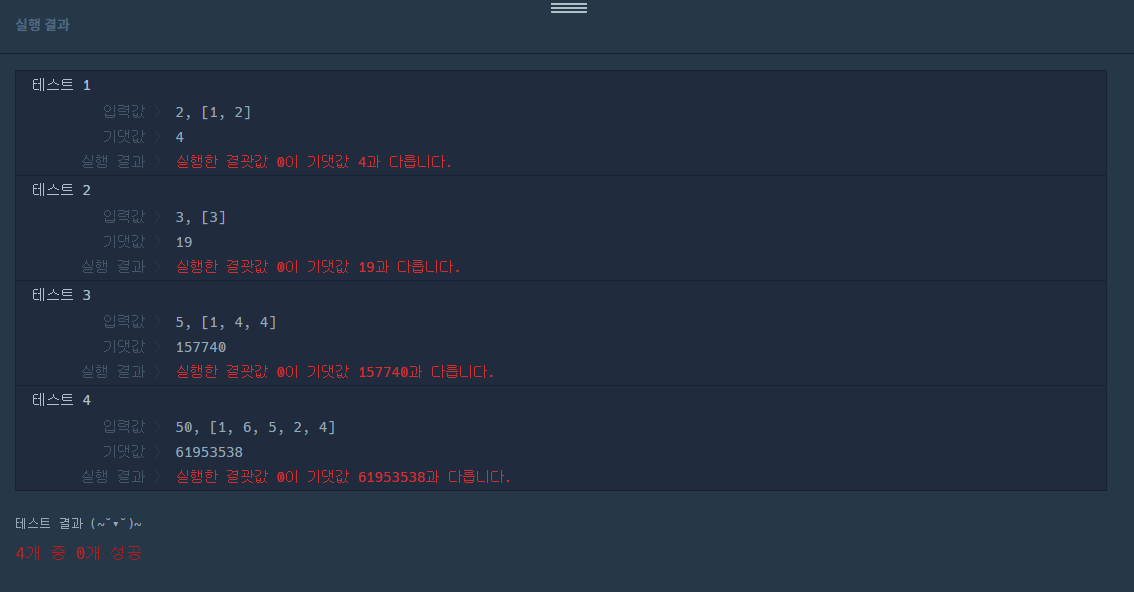 실행 결과
테스트 1
입력값 〉 2, [1, 2]
기댓값 〉 4
실행 결과 〉 실행한 결괏값 0이 기댓값 4과 다릅니다.
테스트 2
입력값 〉 3, [3]
기댓값 〉 19
실행 결과 〉 실행한 결괏값 0이 기댓값 19과 다릅니다.
테스트 3
입력값 〉 5, [1, 4, 4]
기댓값 〉 157740
실행 결과 〉 실행한 결괏값 0이 기댓값 157740과 다릅니다.
테스트 4
입력값 〉 50, [1, 6, 5, 2, 4]
기댓값 〉 61953538
실행 결과 〉 실행한 결괏값 0이 기댓값 61953538과 다릅니다.
테스트 결과 (~˘▾˘)~
4개 중 0개 성공